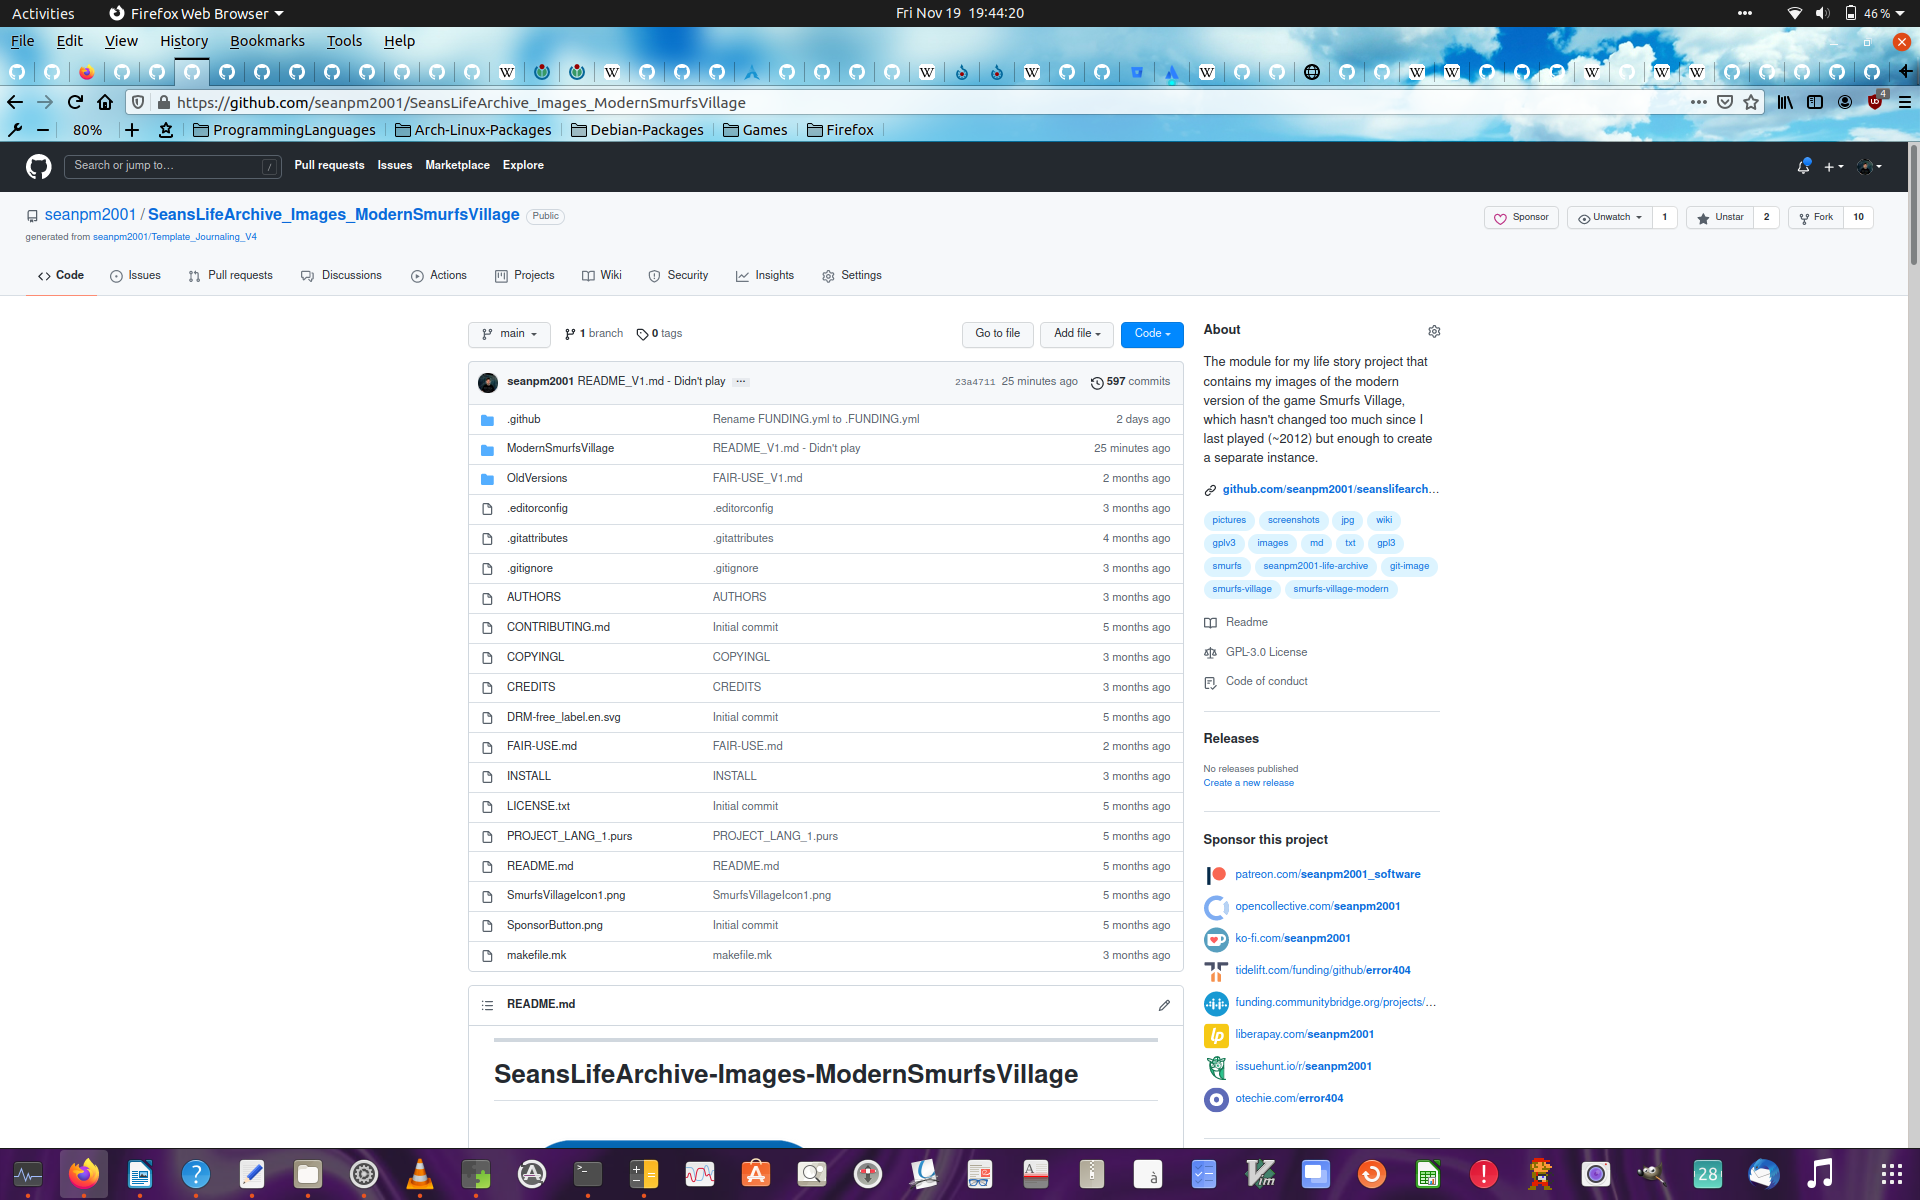 Activities Firefox Web Browser Fri Nov 19 19:44:20 46 %
File Edit View History Bookmarks Tools Help
https://github.com/seanpm2001/SeansLifeArchive_Images_ModernSmurfsVillage 4
80% ProgrammingLanguages Arch-Linux-Packages Debian-Packages Games Firefox
Search or jump to… / Pull requests Issues Marketplace Explore
seanpm2001 / SeansLifeArchive_Images_ModernSmurfsVillage Public Sponsor Unwatch 1 Unstar 2 Fork 10
generated from seanpm2001/Template_Journaling_V4
Code Issues Pull requests Discussions Actions Projects Wiki Security Insights Settings
main 1 branch 0 tags Go to file Add file Code
seanpm2001 README_V1.md - Didn't play ... 23a4711 25 minutes ago 597 commits
.github Rename FUNDING.yml to .FUNDING.yml 2 days ago
ModernSmurfsVillage README_V1.md - Didn't play 25 minutes ago
OldVersions FAIR-USE_V1.md 2 months ago
.editorconfig .editorconfig 3 months ago
.gitattributes .gitattributes 4 months ago
.gitignore .gitignore 3 months ago
AUTHORS AUTHORS 3 months ago
CONTRIBUTING.md Initial commit 5 months ago
COPYINGL COPYINGL 3 months ago
CREDITS CREDITS 3 months ago
DRM-free_label.en.svg Initial commit 5 months ago
FAIR-USE.md FAIR-USE.md 2 months ago
INSTALL INSTALL 3 months ago
LICENSE.txt Initial commit 5 months ago
PROJECT_LANG_1.purs PROJECT_LANG_1.purs 5 months ago
README.md README.md 5 months ago
SmurfsVillageIcon1.png SmurfsVillageIcon1.png 5 months ago
SponsorButton.png Initial commit 5 months ago
makefile.mk makefile.mk 3 months ago
README.md
SeansLifeArchive-Images-ModernSmurfsVillage
About
The module for my life story project that
contains my images of the modern
version of the game Smurfs Village,
which hasn't changed too much since I
last played (~2012) but enough to create
a separate instance.
github.com/seanpm2001/seanslifearch…
pictures screenshots jpg wiki
gplv3 images md txt gpl3
smurfs seanpm2001-life-archive git-image
smurfs-village smurfs-village-modern
Readme
GPL-3.0 License
Code of conduct
Releases
No releases published
Create a new release
Sponsor this project
patreon.com/seanpm2001_software
opencollective.com/seanpm2001
ko-fi.com/seanpm2001
tidelift.com/funding/github/error404
funding.communitybridge.org/projects/…
liberapay.com/seanpm2001
issuehunt.io/r/seanpm2001
otechie.com/error404
28